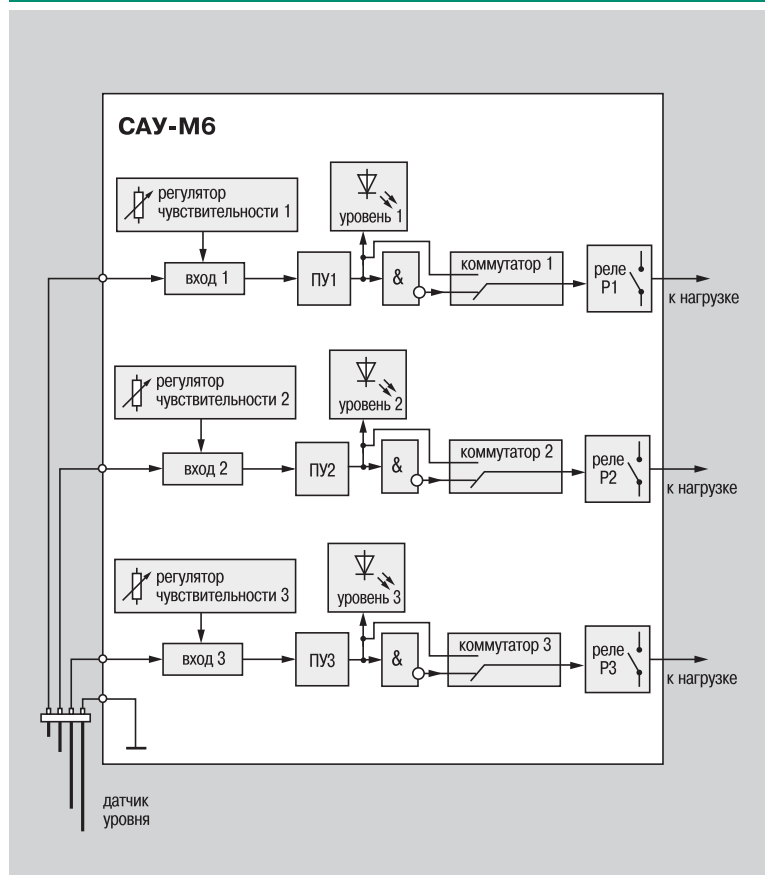 САУ-М6
регулятор
чувствительности 1
уровень 1
вход 1
ПУ1
&
коммутатор 1
реле
Р1
к нагрузке
регулятор
чувствительности 2
уровень 2
вход 2
ПУ2
&
коммутатор 2
реле
Р2
к нагрузке
регулятор
чувствительности 3
уровень 3
вход 3
ПУ3
&
коммутатор 3
реле
Р3
к нагрузке
датчик
уровня